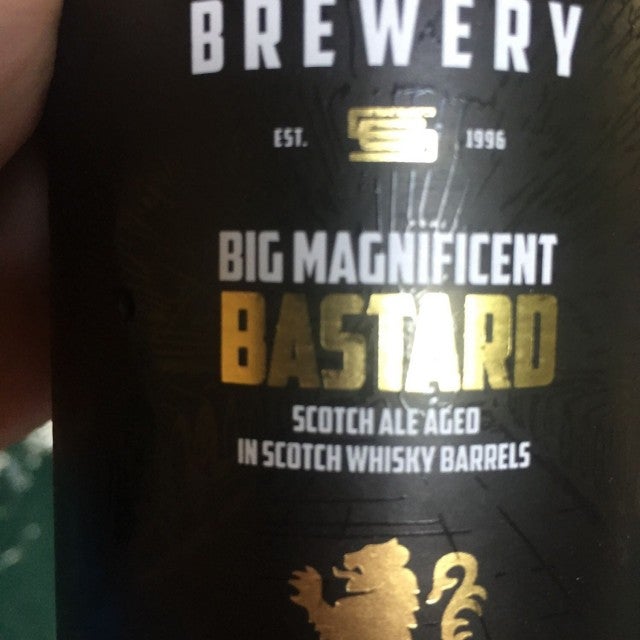 BREWERY
EST. 1996
BIG MAGNIFICENT
BASTARD
SCOTCH ALE AGED
IN SCOTCH WHISKY BARRELS